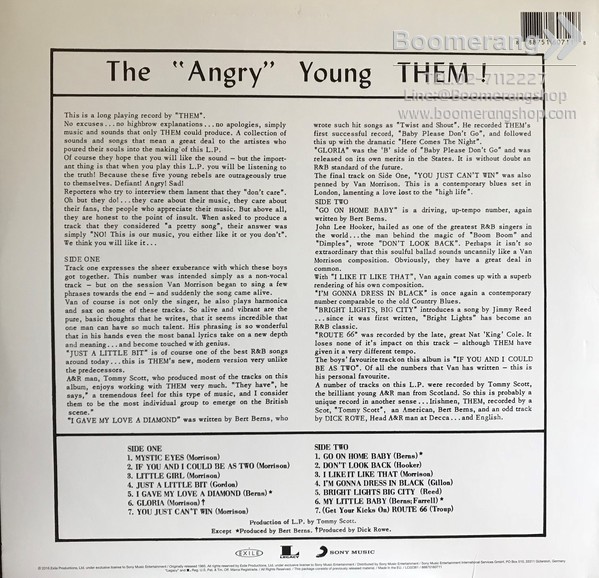 Boomerang
TEL.02-7112227
Line:@Boomerangshop
www.boomerangshop.com
The "Angry" Young THEM !
This is a long playing record by "THEM".
No excuses...no highbrow explanations...no apologies, simply
music and sounds that only THEM could produce. A collection of
sounds and songs that mean a great deal to the artistes who
poured their souls into the making of this L.P.
Of course they hope that you will like the sound – but the import-
ant thing is that when you play this L.P. you will be listening to
the truth! Because these five young rebels are outrageously true
to themselves. Defiant! Angry! Sad!
Reporters who try to interview them lament that they "don't care".
Oh but they do!...they care about their music, they care about
their fans, the people who appreciate their music. But above all,
they are honest to the point of insult. When asked to produce a
track that they considered "a pretty song", their answer was
simply "NO! This is our music, you either like it or you don't".
We think you will like it...
SIDE ONE
Track one expresses the sheer exuberance with which these boys
got together. This number was intended simply as a non-vocal
track – but on the session Van Morrison began to sing a few
phrases towards the end – and suddenly the song came alive.
Van of course is not only the singer, he also plays harmonica
and sax on some of these tracks. So alive and vibrant are the
pure, basic thoughts that he writes, that it seems incredible that
one man can have so much talent. His phrasing is so wonderful
that in his hands even the most banal lyrics take on a new depth
and meaning...and become touched with genius.
"JUST A LITTLE BIT" is of course one of the best R&B songs
around today...this is THEM's new, modern version very unlike
the predecessors.
A&R man, Tommy Scott, who produced most of the tracks on this
album, enjoys working with THEM very much. "They have", he
says," a tremendous feel for this type of music, and I consider
them to be the most individual group to emerge on the British
scene."
"I GAVE MY LOVE A DIAMOND" was written by Bert Berns, who
wrote such hit songs as "Twist and Shout". He recorded THEM's
first successful record, "Baby Please Don't Go", and followed
this up with the dramatic "Here Comes The Night".
"GLORIA" was the 'B' side of "Baby Please Don't Go" and was
released on its own merits in the States. It is without doubt an
R&B standard of the future.
The final track on Side One, "YOU JUST CAN'T WIN" was also
penned by Van Morrison. This is a contemporary blues set in
London, lamenting a love lost to the "high life".
SIDE TWO
"GO ON HOME BABY" is a driving, up-tempo number, again
written by Bert Berns.
John Lee Hooker, hailed as one of the greatest R&B singers in
the world...the man behind the magic of "Boom Boom" and
"Dimples", wrote "DON'T LOOK BACK". Perhaps it isn't so
extraordinary that this soulful ballad sounds uncannily like a Van
Morrison composition. Obviously, they have a great deal in
common.
With "I LIKE IT LIKE THAT", Van again comes up with a superb
rendering of his own composition.
"I'M GONNA DRESS IN BLACK" is once again a contemporary
number comparable to the old Country Blues.
"BRIGHT LIGHTS, BIG CITY" introduces a song by Jimmy Reed
...since it was first written, "Bright Lights" has become an
R&B classic.
"ROUTE 66" was recorded by the late, great Nat 'King' Cole. It
loses none of it's impact on this track – although THEM have
given it a very different tempo.
The boys' favourite track on this album is "IF YOU AND I COULD
BE AS TWO". Of all the numbers that Van has written – this is
his personal favourite.
A number of tracks on this L.P. were recorded by Tommy Scott,
the brilliant young A&R man from Scotland. So this is probably a
unique record in another sense...Irishmen, THEM, recorded by a
Scot, "Tommy Scott", an American, Bert Berns, and an odd track
by DICK ROWE, Head A&R man at Decca...and English.
SIDE ONE
1. MYSTIC EYES (Morrison)
2. IF YOU AND I COULD BE AS TWO (Morrison)
3. LITTLE GIRL (Morrison)
4. JUST A LITTLE BIT (Gordon)
5. I GAVE MY LOVE A DIAMOND (Berns)*
6. GLORIA (Morrison)†
7. YOU JUST CAN'T WIN (Morrison)
SIDE TWO
1. GO ON HOME BABY (Berns)*
2. DON'T LOOK BACK (Hooker)
3. I LIKE IT LIKE THAT (Morrison)
4. I'M GONNA DRESS IN BLACK (Gillon)
5. BRIGHT LIGHTS BIG CITY (Reed)
6. MY LITTLE BABY (Berns; Farrell)*
7. (Get Your Kicks On) ROUTE 66 (Troup)
Production of L.P. by Tommy Scott.
Except *Produced by Bert Berns. †Produced by Dick Rowe.
EXILE LEGACY SONY MUSIC